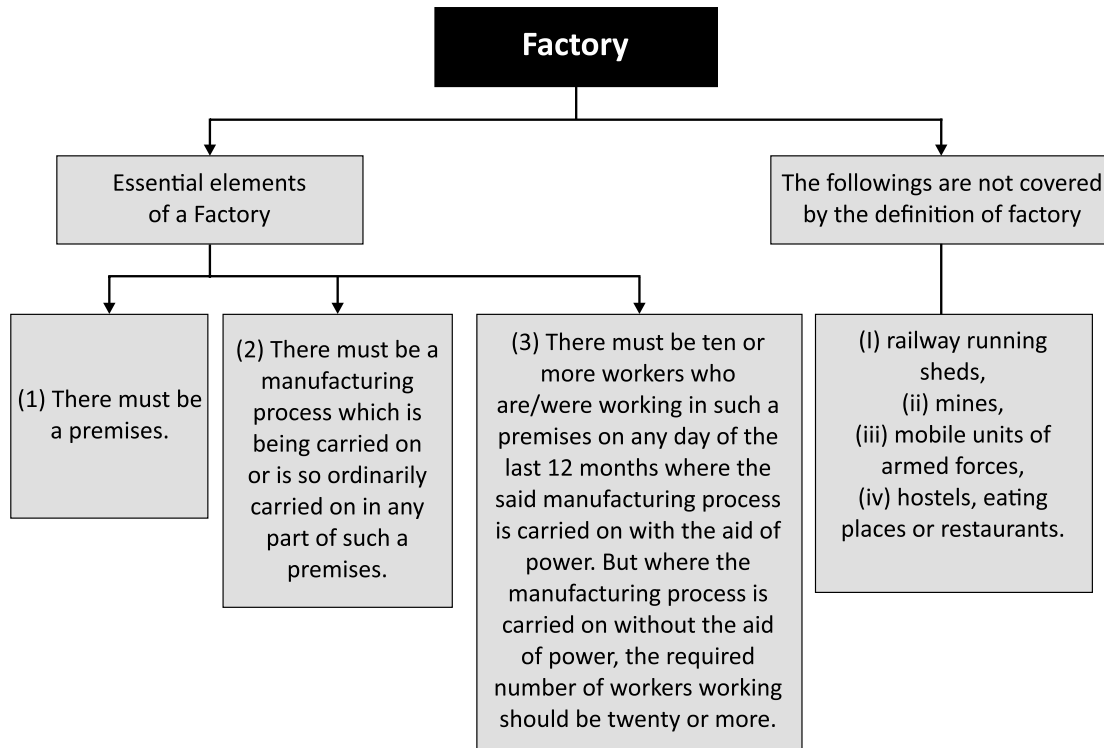 Factory
Essential elements
of a Factory
The followings are not covered
by the definition of factory
(1) There must be
a premises.
(2) There must be a
manufacturing
process which is
being carried on
or is so ordinarily
carried on in any
part of such a
premises.
(3) There must be ten or
more workers who
are/were working in such a
premises on any day of the
last 12 months where the
said manufacturing process
is carried on with the aid of
power. But where the
manufacturing process is
carried on without the aid
of power, the required
number of workers working
should be twenty or more.
(I) railway running
sheds,
(ii) mines,
(iii) mobile units of
armed forces,
(iv) hostels, eating
places or restaurants.